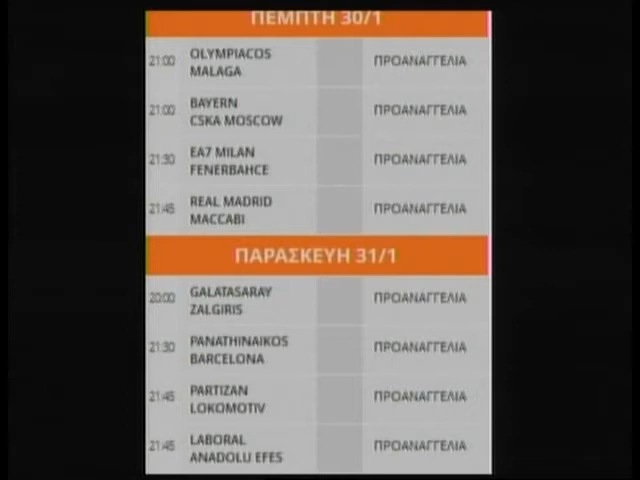 ΠΕΜΠΤΗ 30/1
21:00 OLYMPIACOS ΠΡΟΑΝΑΓΓΕΛΙΑ
MALAGA
21:00 BAYERN ΠΡΟΑΝΑΓΓΕΛΙΑ
CSKA MOSCOW
21:30 EA7 MILAN ΠΡΟΑΝΑΓΓΕΛΙΑ
FENERBAHCE
21:45 REAL MADRID ΠΡΟΑΝΑΓΓΕΛΙΑ
MACCABI
ΠΑΡΑΣΚΕΥΗ 31/1
20:00 GALATASARAY ΠΡΟΑΝΑΓΓΕΛΙΑ
ZALGIRIS
21:30 PANATHINAIKOS ΠΡΟΑΝΑΓΓΕΛΙΑ
BARCELONA
21:45 PARTIZAN ΠΡΟΑΝΑΓΓΕΛΙΑ
LOKOMOTIV
21:45 LABORAL ΠΡΟΑΝΑΓΓΕΛΙΑ
ANADOLU EFES